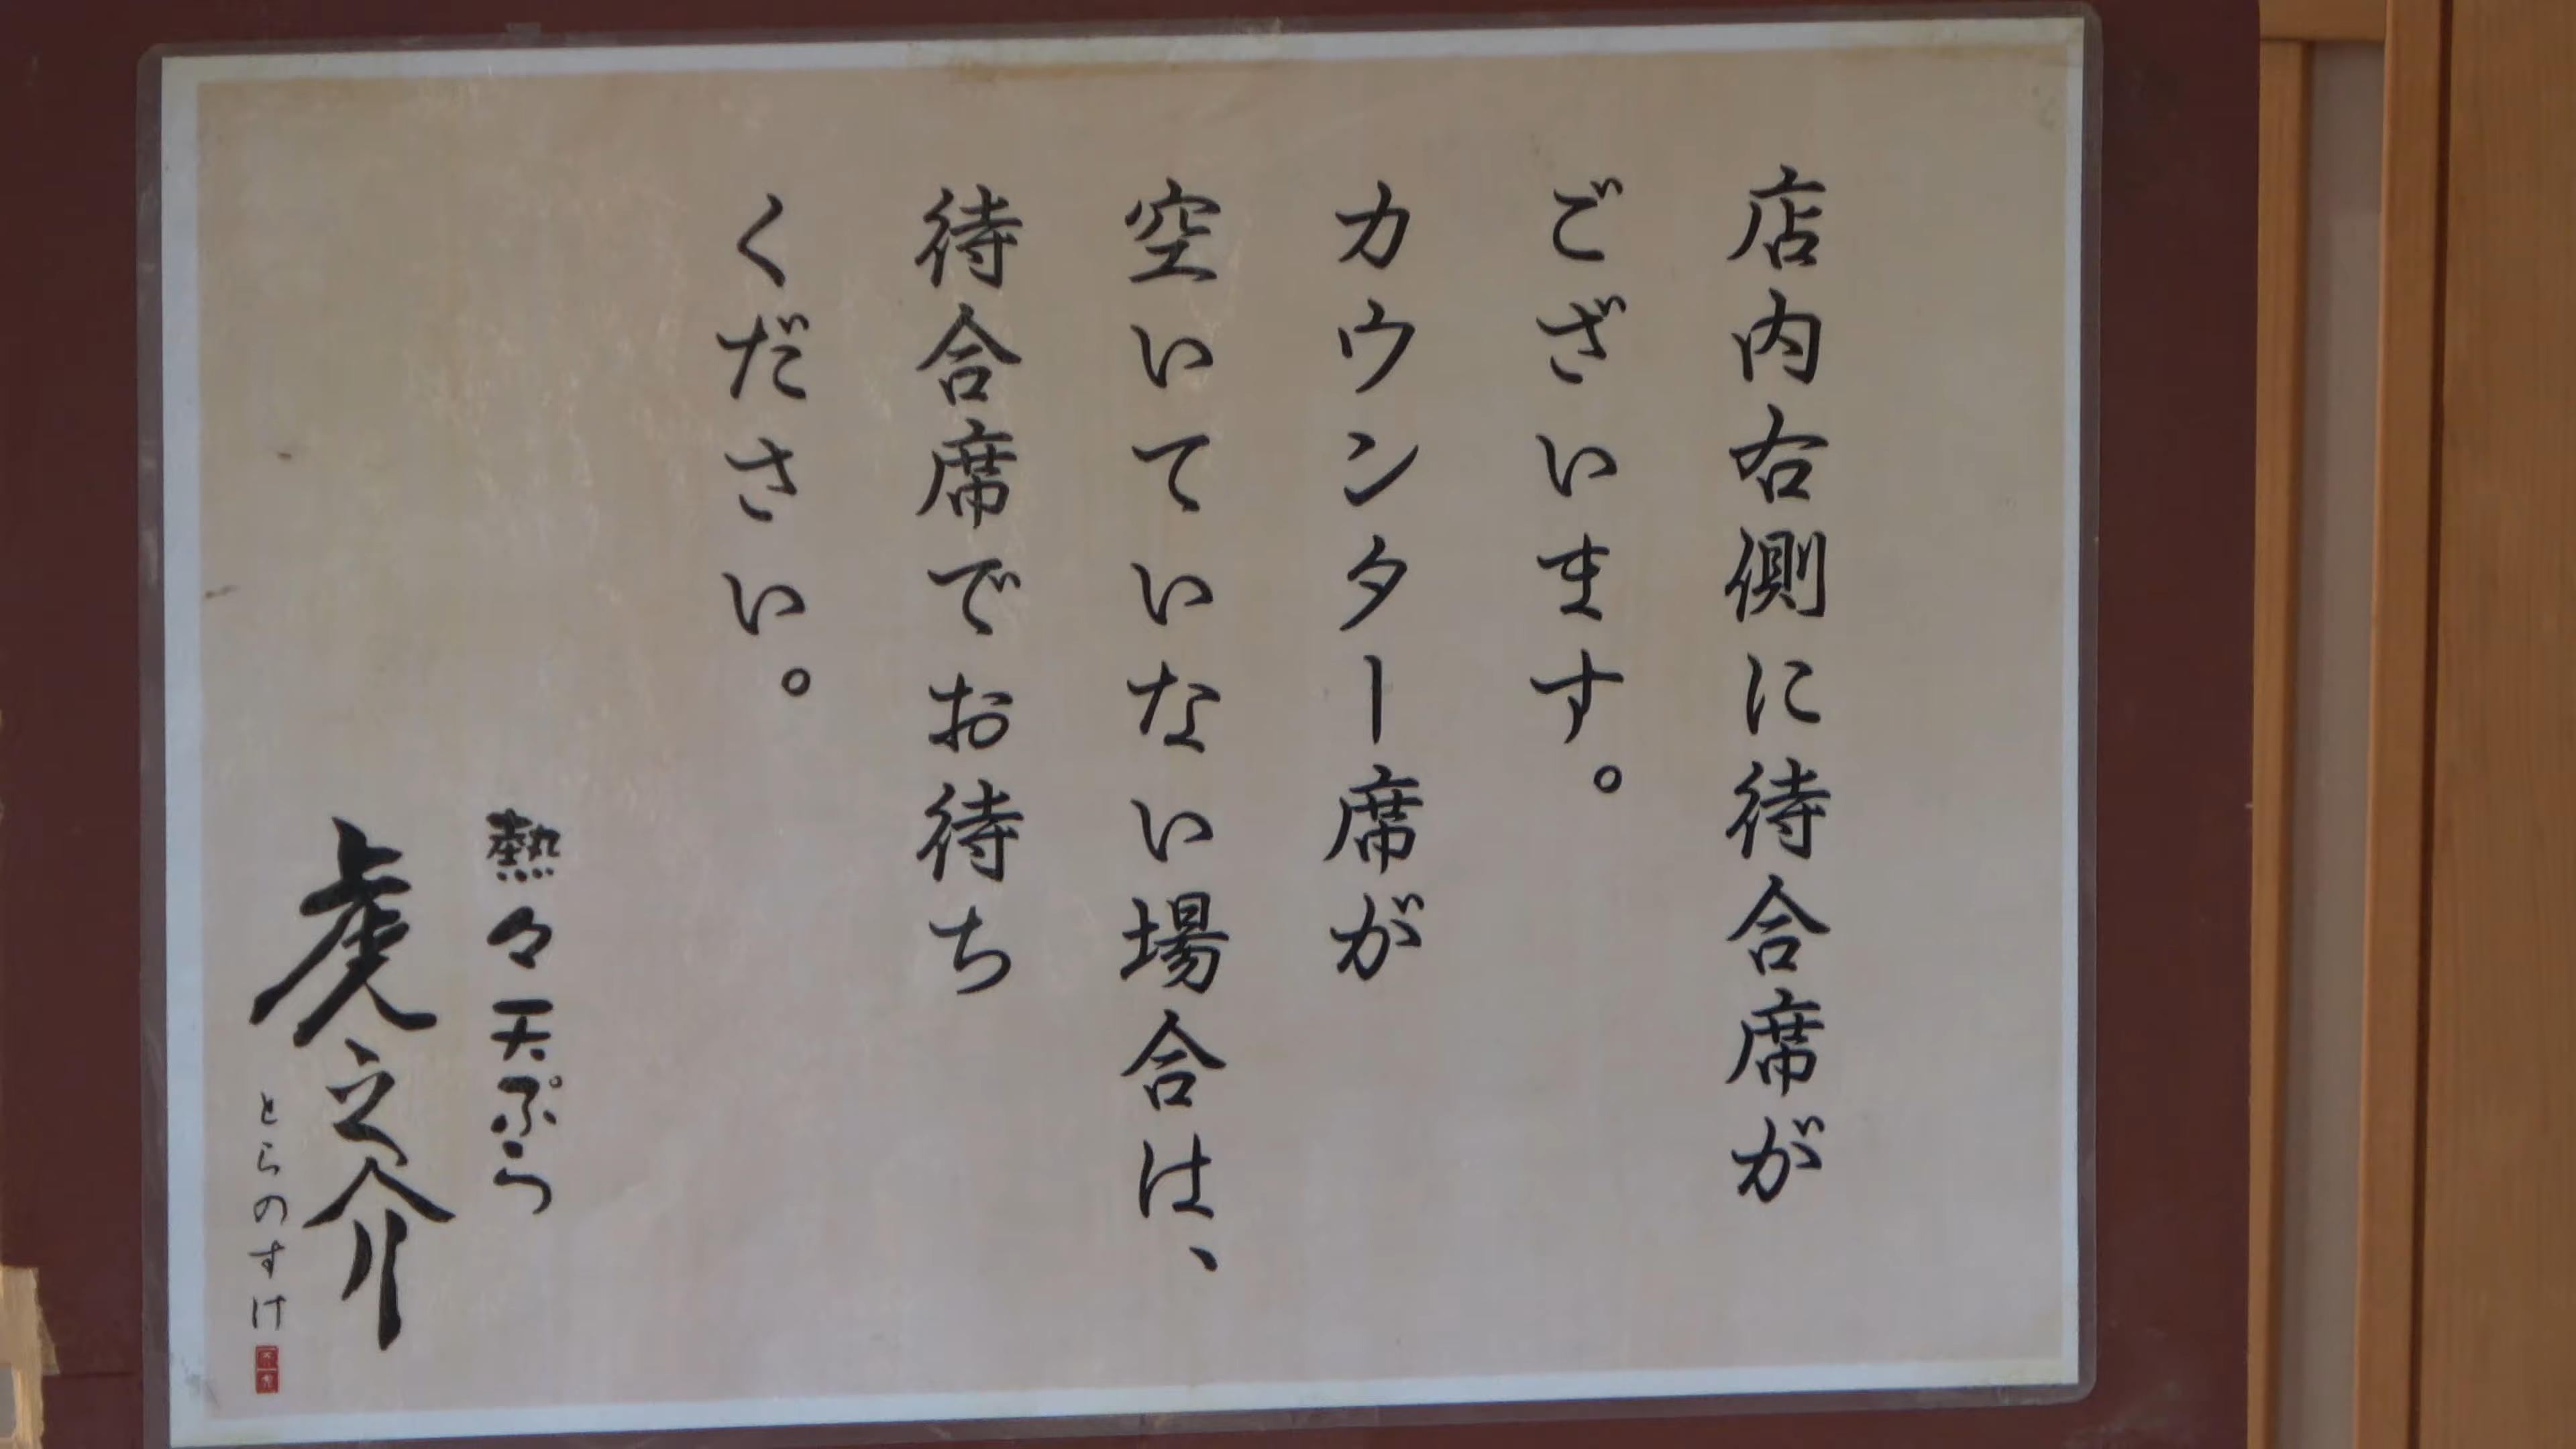 店内右側に待合席が
ございます。
カウンター席が
空いていない場合は、
待合席でお待ち
ください。
熱々天ぷら
虎之介
とらのすけ